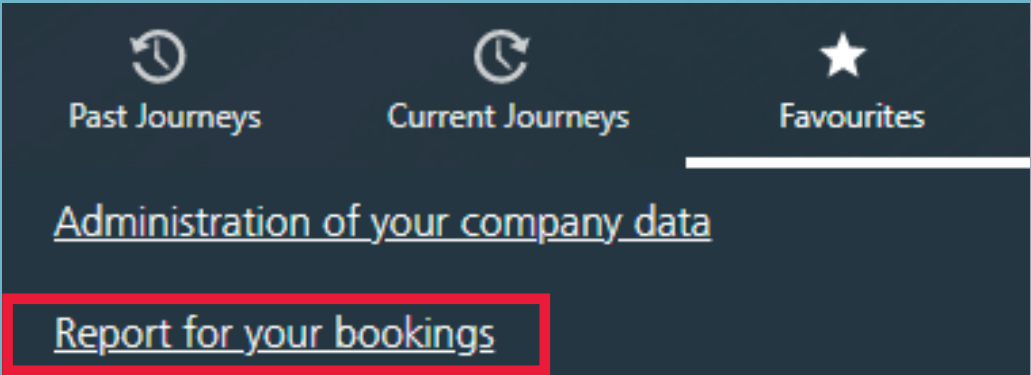 Past Journeys Current Journeys Favourites
Administration of your company data
Report for your bookings